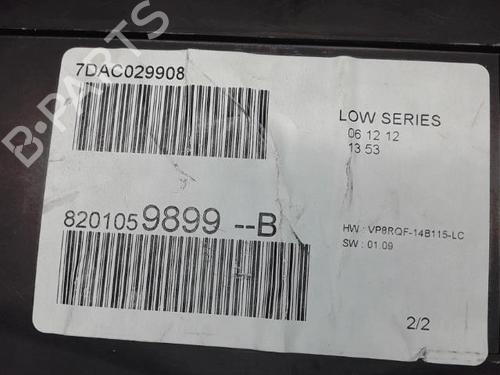 7DAC029908
LOW SERIES
06 12 12
13 53
8201059899 --B
HW : VP8RQF-14B115-LC
SW : 01.09
2/2
B-PARTS